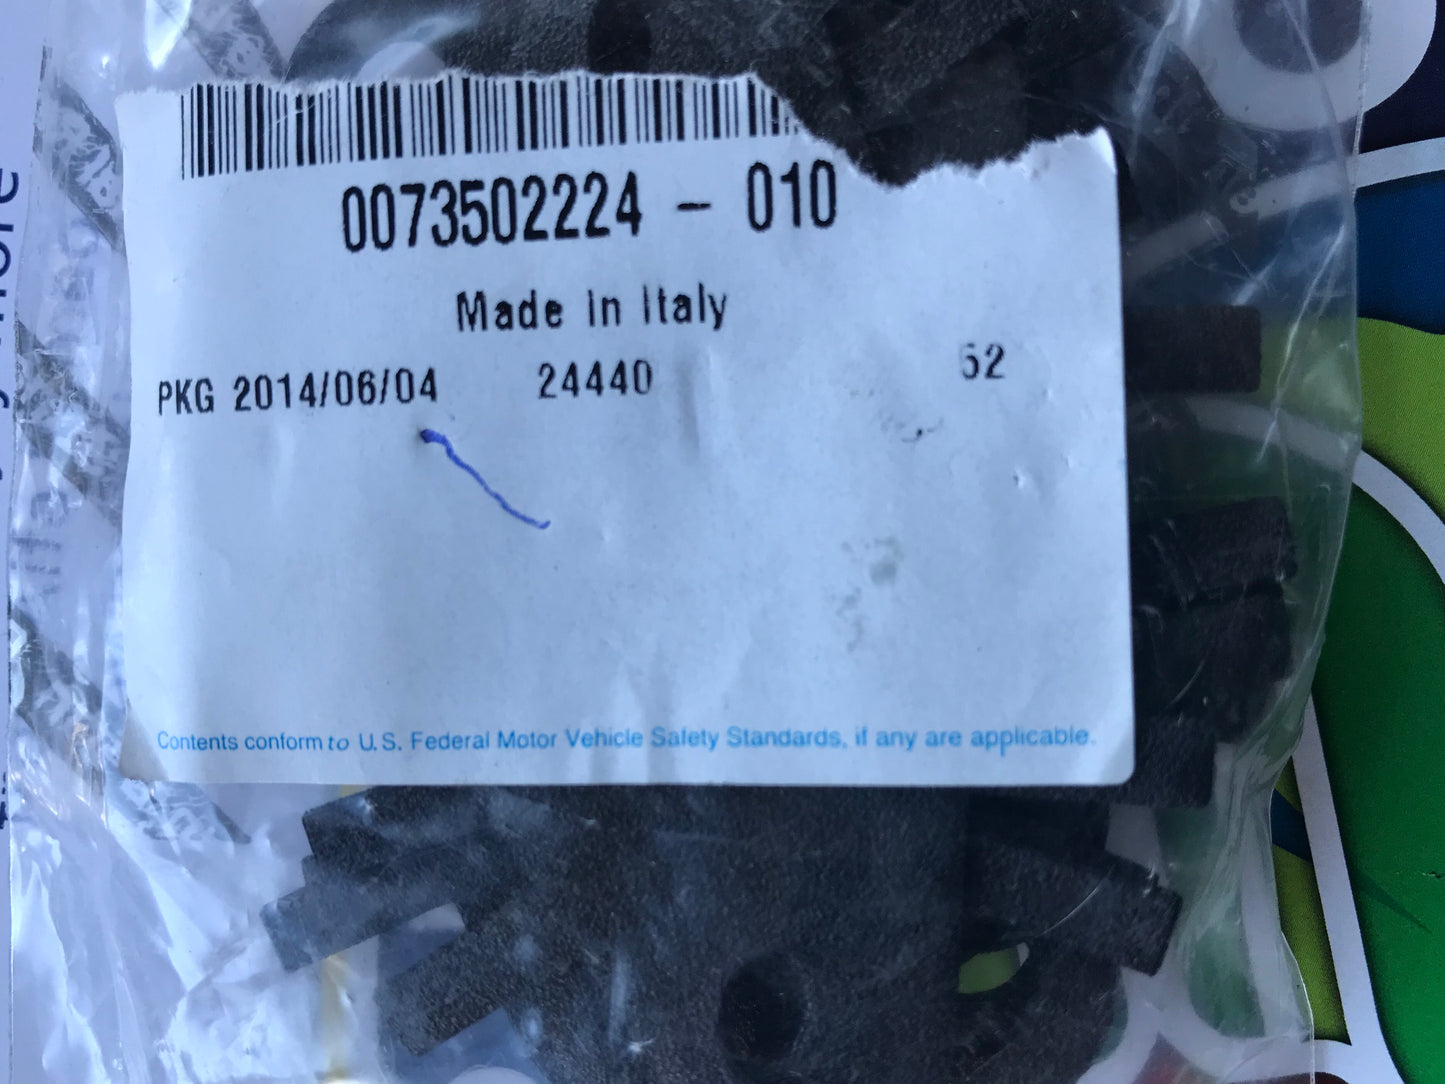 0073502224 - 010
Made In Italy
PKG 2014/06/04 24440 52
Contents conform to U.S. Federal Motor Vehicle Safety Standards, if any are applicable.